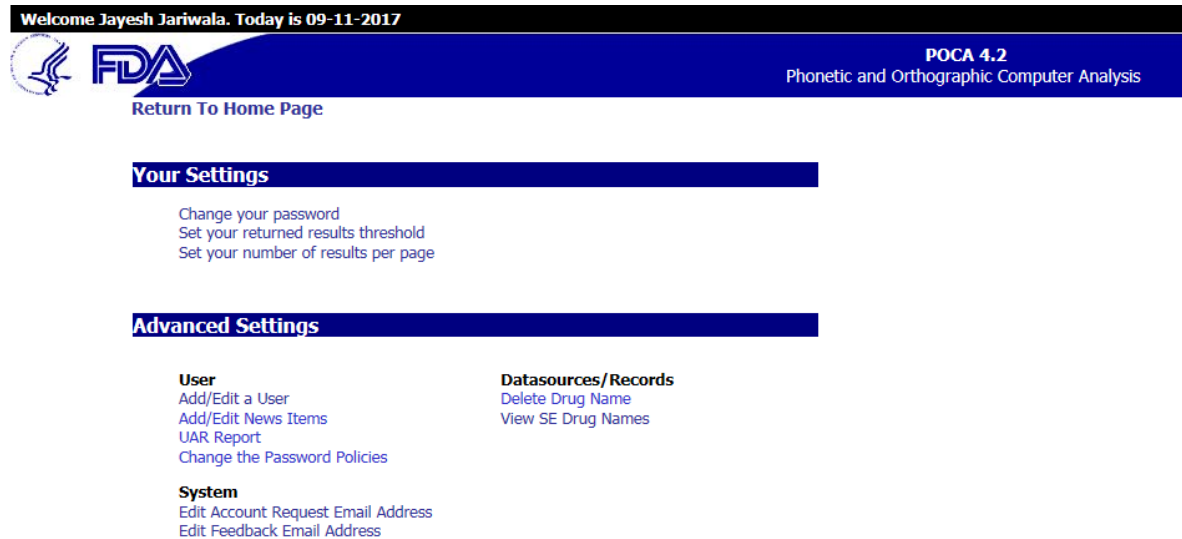 Welcome Jayesh Jariwala. Today is 09-11-2017
FDA
POCA 4.2
Phonetic and Orthographic Computer Analysis
Return To Home Page
Your Settings
Change your password
Set your returned results threshold
Set your number of results per page
Advanced Settings
User
Add/Edit a User
Add/Edit News Items
UAR Report
Change the Password Policies
Datasources/Records
Delete Drug Name
View SE Drug Names
System
Edit Account Request Email Address
Edit Feedback Email Address